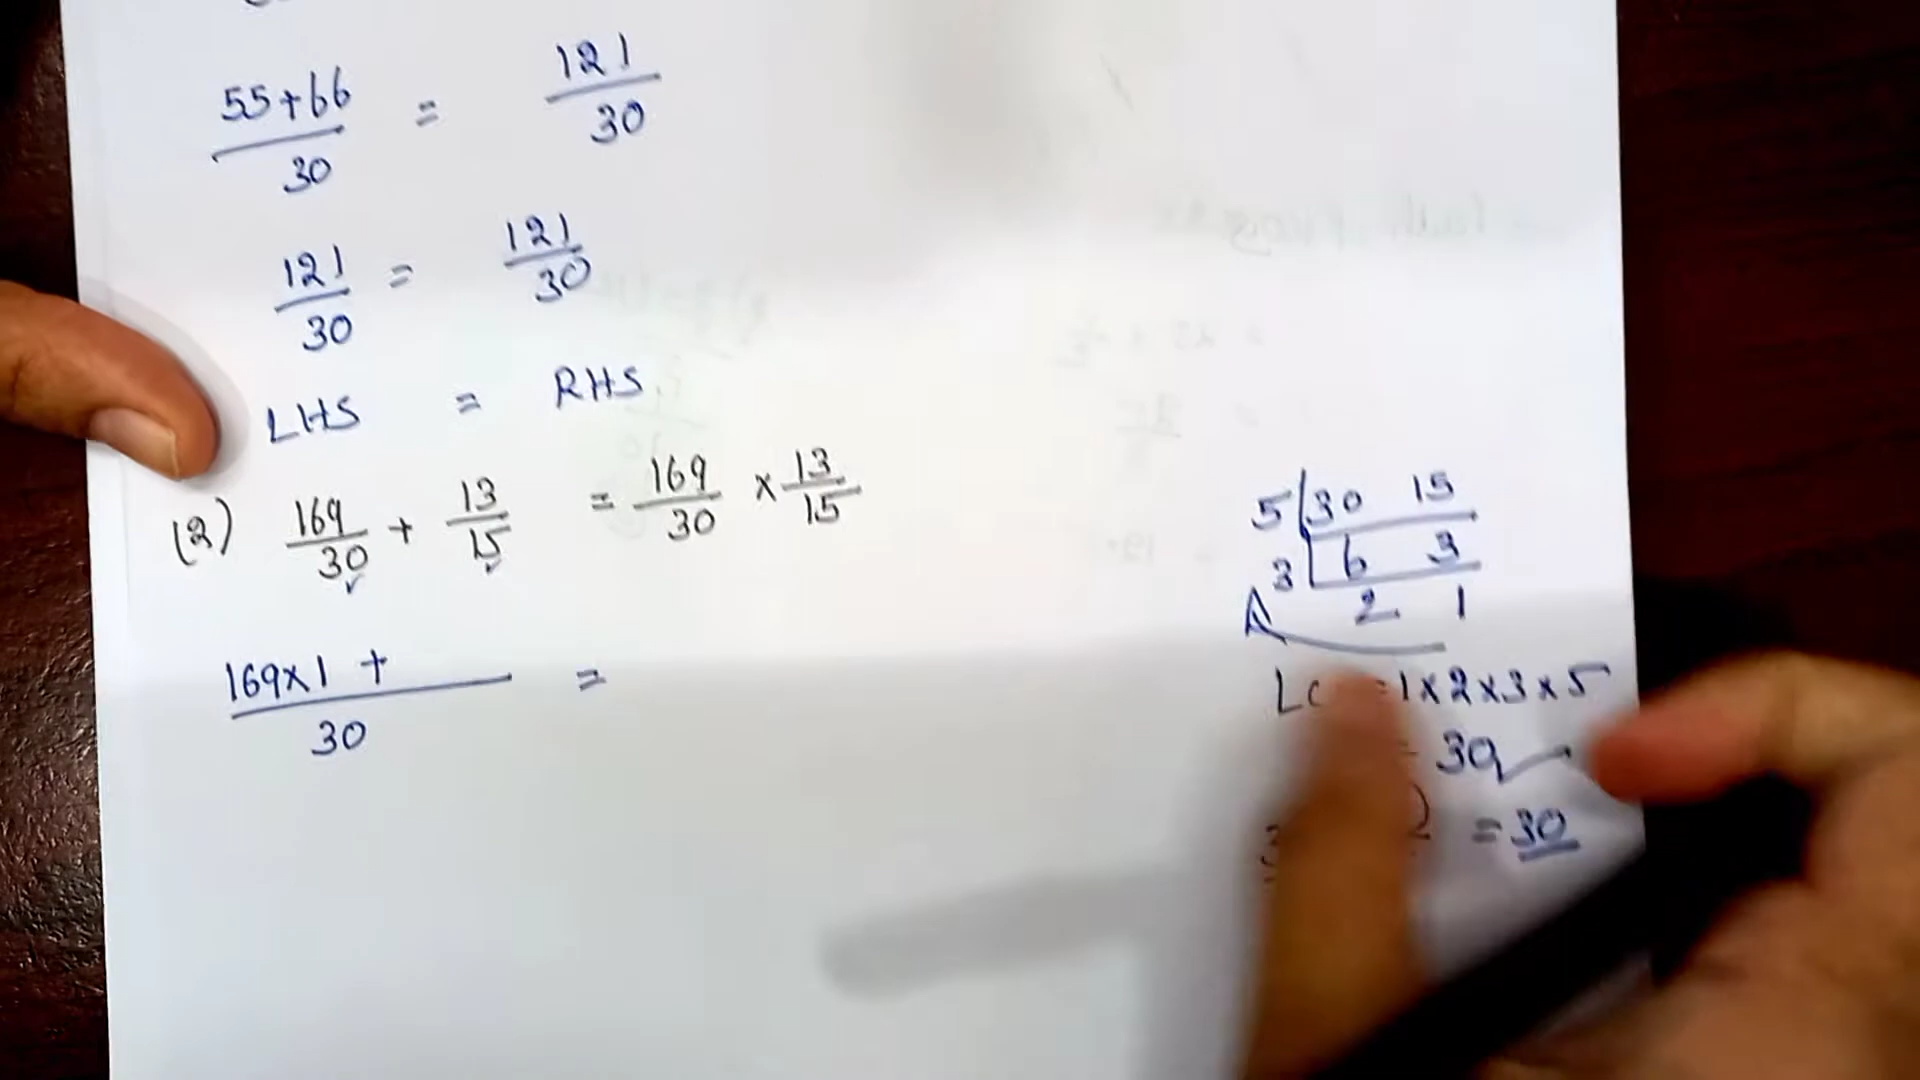 55+66/30 = 121/30
121/30 = 121/30
LHS = RHS.
(2) 169/30 + 13/15 = 169/30 × 13/15
169×1 + /30 =
5 30 15
3 6 3
2 1
1×2×3×5
= 30
= 30